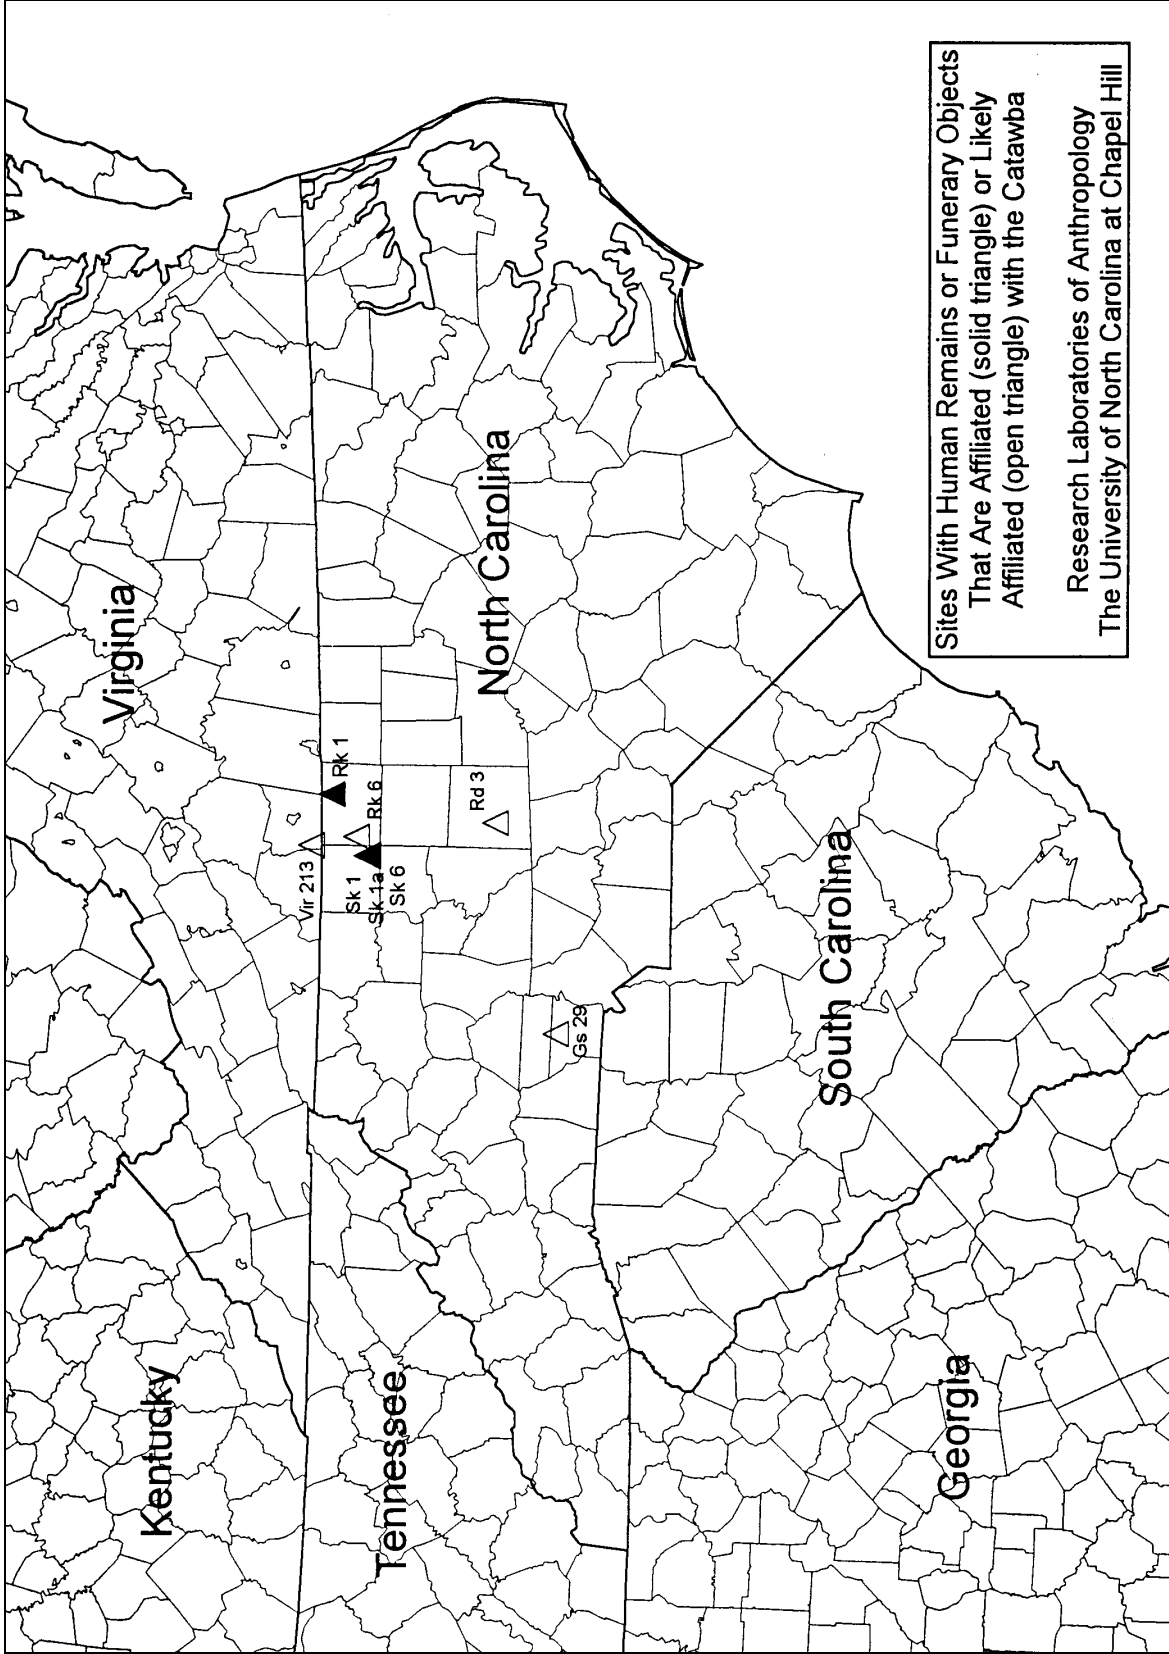 Kentucky
Virginia
Tennessee
North Carolina
South Carolina
Georgia
Vir 213
Rk 1
Rk 6
Sk 1
Sk 1a
Sk 6
Rd 3
Gs 29
Sites With Human Remains or Funerary Objects
That Are Affiliated (solid triangle) or Likely
Affiliated (open triangle) with the Catawba
Research Laboratories of Anthropology
The University of North Carolina at Chapel Hill